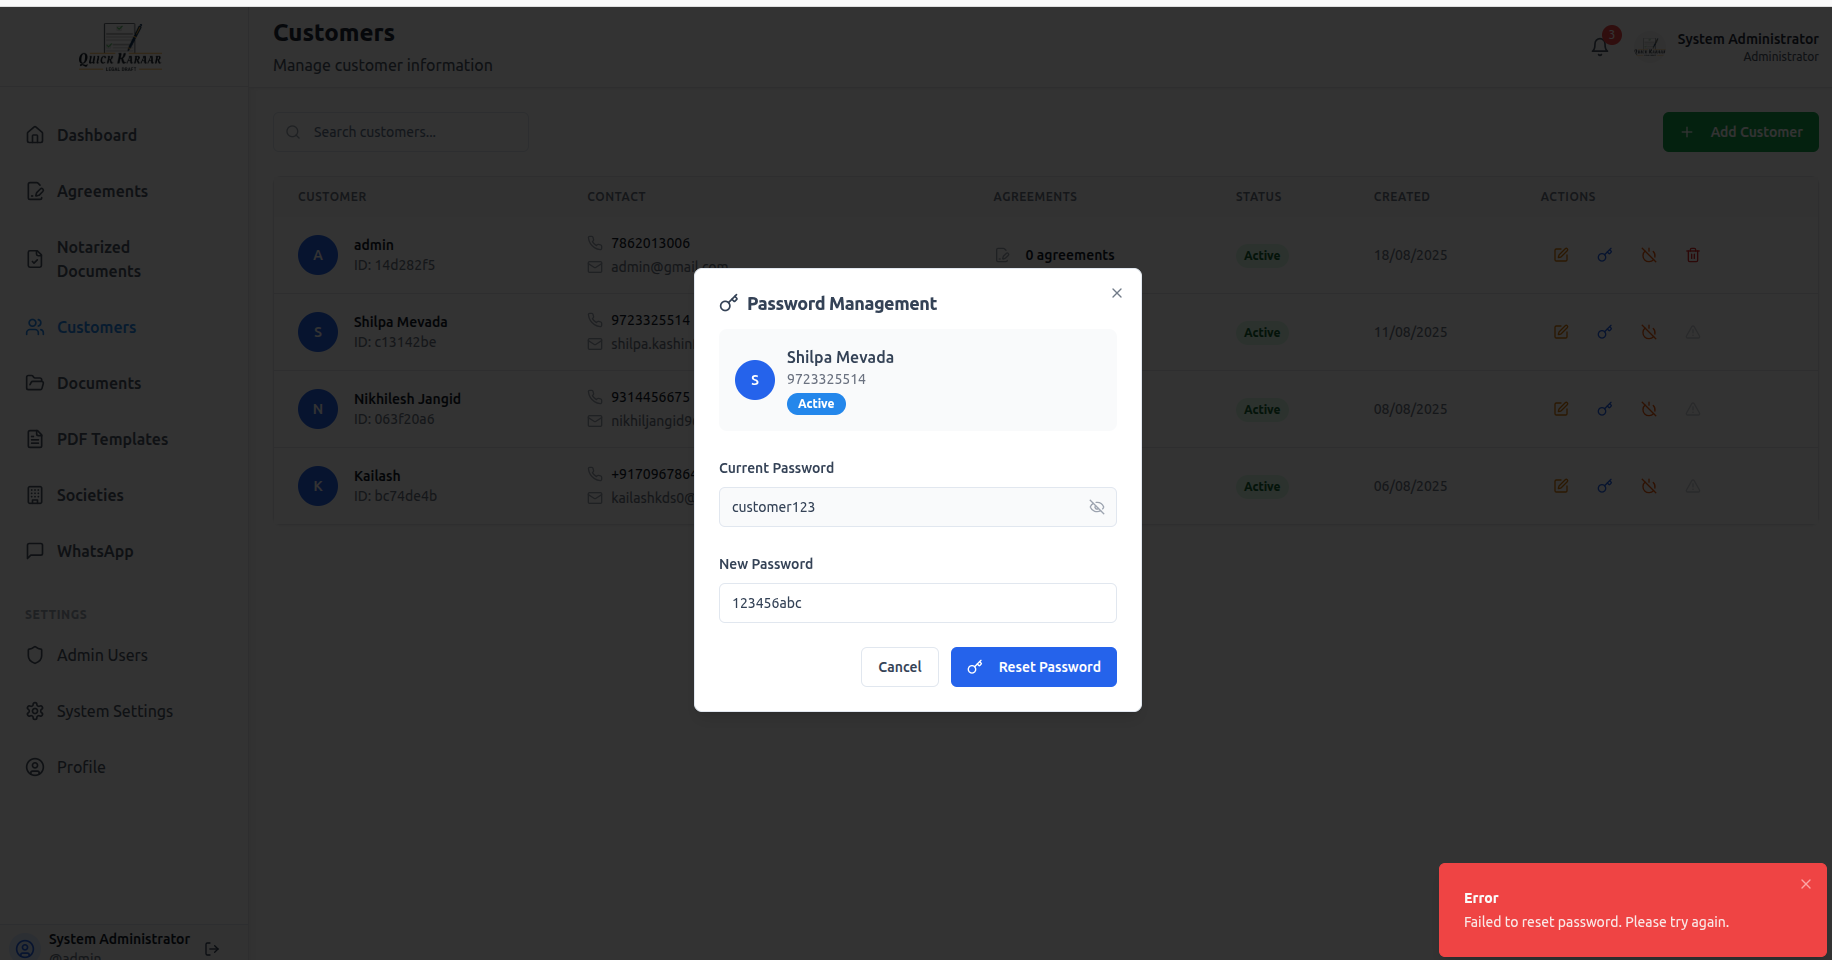 QUICK KARAAR
LEGAL DRAFT
Customers
Manage customer information
3
System Administrator
Administrator
Dashboard
Agreements
Notarized
Documents
Customers
Documents
PDF Templates
Societies
WhatsApp
SETTINGS
Admin Users
System Settings
Profile
System Administrator
@admin
Search customers...
+ Add Customer
CUSTOMER CONTACT AGREEMENTS STATUS CREATED ACTIONS
A admin 7862013006 0 agreements Active 18/08/2025
ID: 14d282f5 admin@gmail.com
S Shilpa Mevada 9723325514 Active 11/08/2025
ID: c13142be shilpa.kashin
N Nikhilesh Jangid 9314456675 Active 08/08/2025
ID: 063f20a6 nikhiljangid9
K Kailash +917096786 Active 06/08/2025
ID: bc74de4b kailashkds0@
Password Management
S
Shilpa Mevada
9723325514
Active
Current Password
customer123
New Password
123456abc
Cancel
Reset Password
Error
Failed to reset password. Please try again.